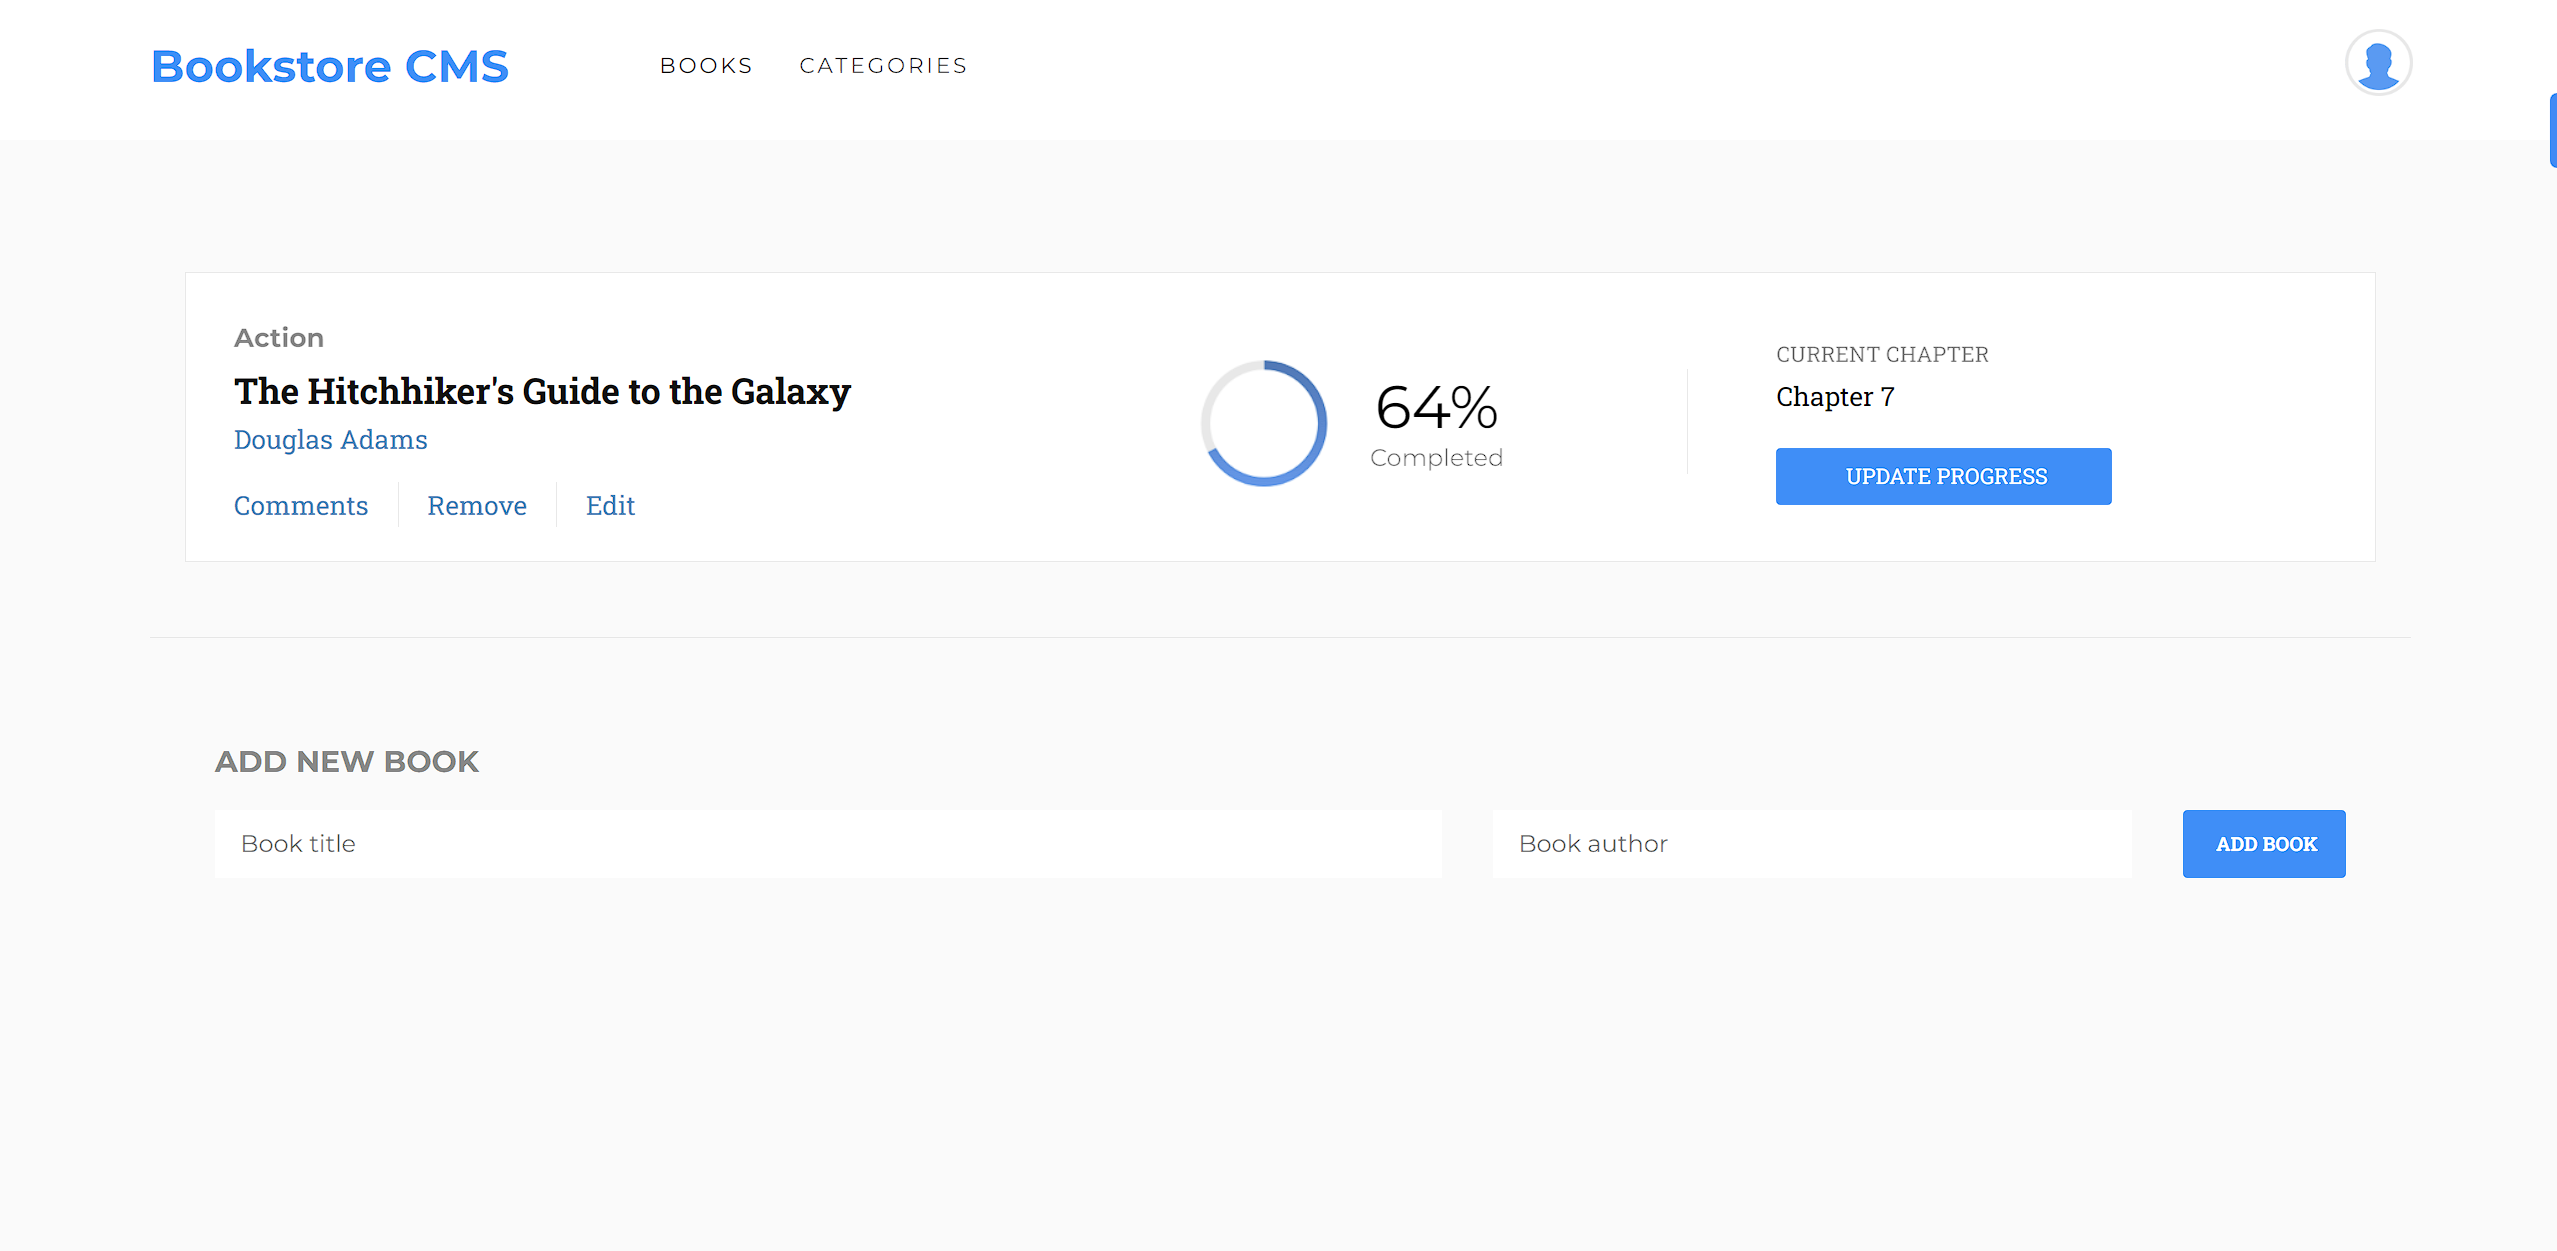 Bookstore CMS
BOOKS CATEGORIES
Action
The Hitchhiker's Guide to the Galaxy
Douglas Adams
Comments Remove Edit
64%
Completed
CURRENT CHAPTER
Chapter 7
UPDATE PROGRESS
ADD NEW BOOK
Book title
Book author
ADD BOOK